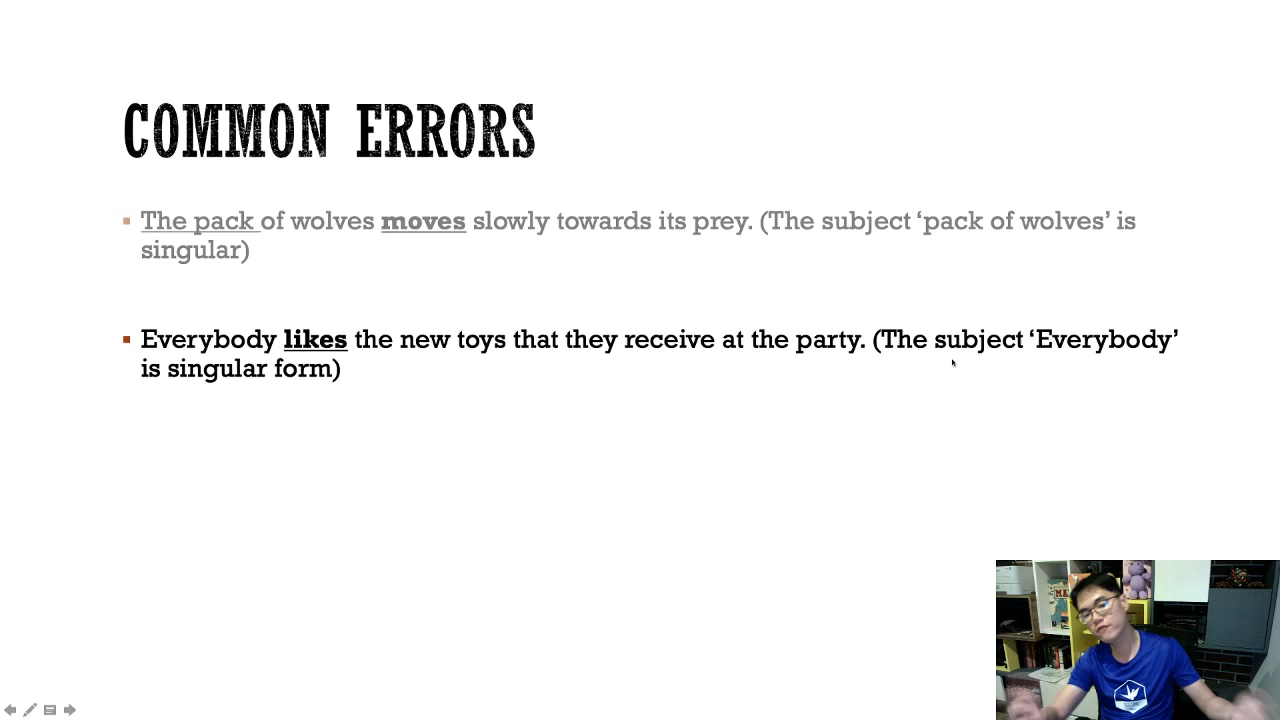 COMMON ERRORS
The pack of wolves moves slowly towards its prey. (The subject ‘pack of wolves’ is
singular)
Everybody likes the new toys that they receive at the party. (The subject ‘Everybody’
is singular form)